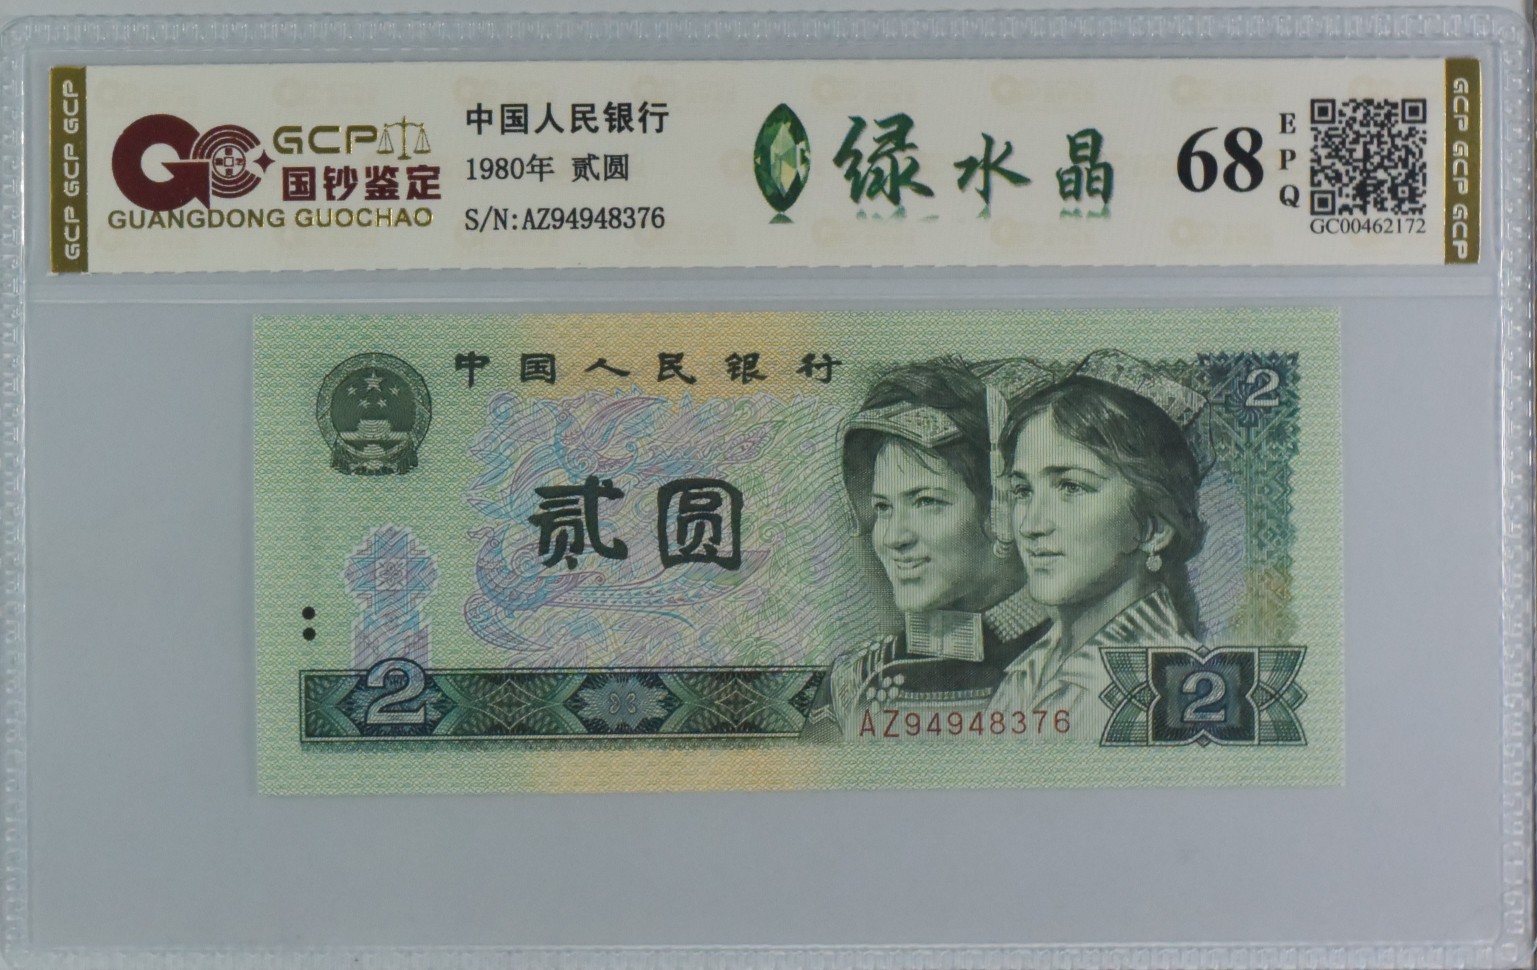 GCP GCP GCP
GCP
国钞鉴定
GUANGDONG GUOCHAO
中国人民银行
1980年 贰圆
S/N:AZ94948376
绿水晶
68
E
P
Q
GC00462172
GCP GCP GCP
中国人民银行
2
贰圆
2
AZ94948376
2